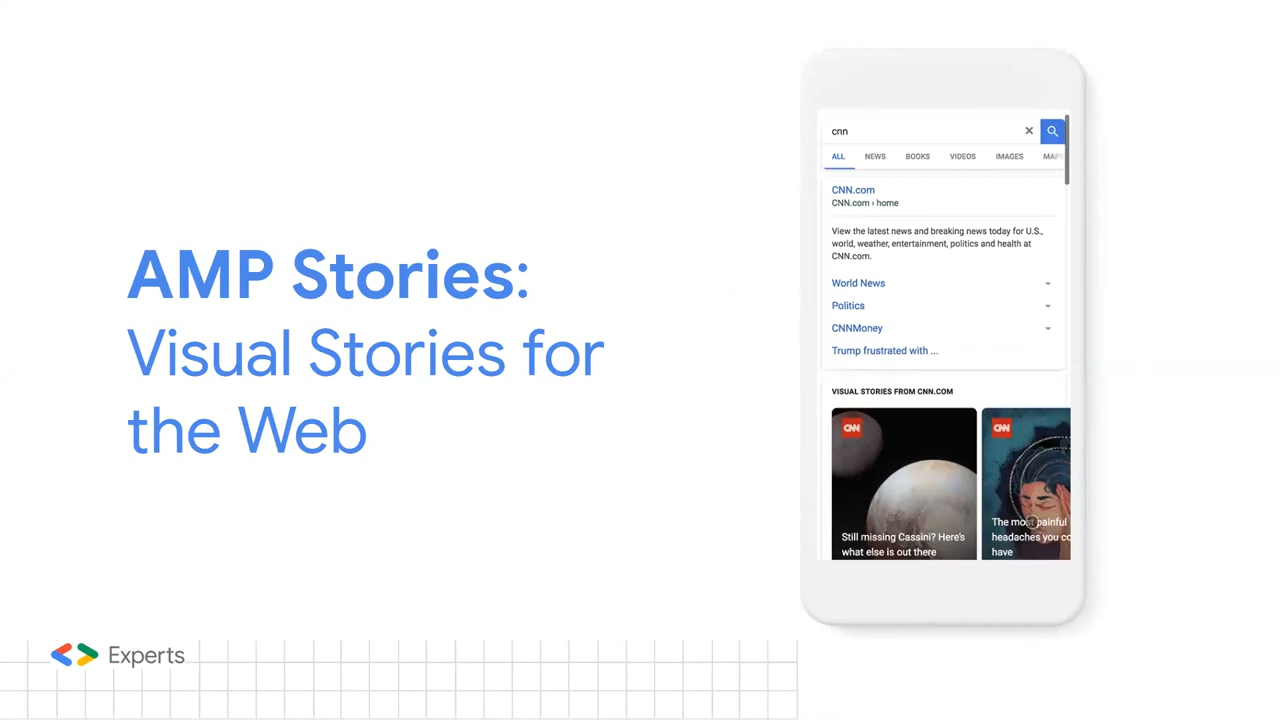 AMP Stories:
Visual Stories for
the Web
Experts
cnn
ALL NEWS BOOKS VIDEOS IMAGES
CNN.com
CNN.com › home
View the latest news and breaking news today for U.S.,
world, weather, entertainment, politics and health at
CNN.com.
World News
Politics
CNNMoney
Trump frustrated with ...
VISUAL STORIES FROM CNN.COM
CNN
Still missing Cassini? Here's
what else is out there
CNN
The most painful
headaches you co
have